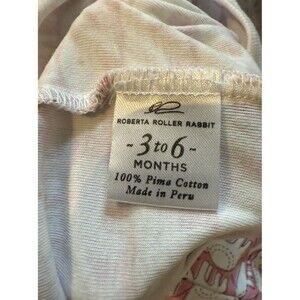 ROBERTA ROLLER RABBIT
- 3 to 6 -
MONTHS
100% Pima Cotton
Made in Peru